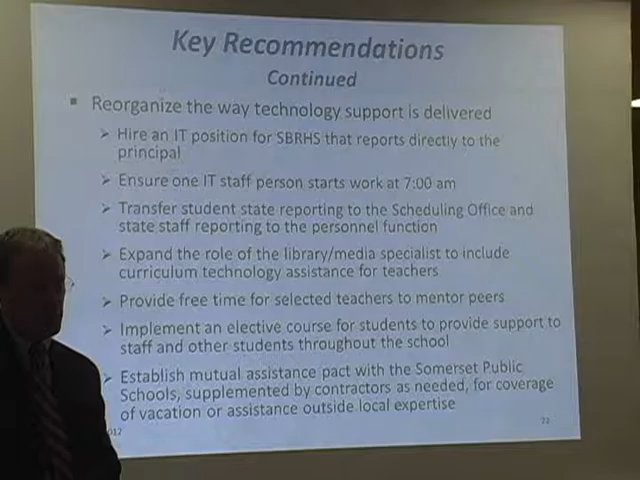 Key Recommendations
Continued
▪ Reorganize the way technology support is delivered
➤ Hire an IT position for SBRHS that reports directly to the
principal
➤ Ensure one IT staff person starts work at 7:00 am
➤ Transfer student state reporting to the Scheduling Office and
state staff reporting to the personnel function
➤ Expand the role of the library/media specialist to include
curriculum technology assistance for teachers
➤ Provide free time for selected teachers to mentor peers
➤ Implement an elective course for students to provide support to
staff and other students throughout the school
➤ Establish mutual assistance pact with the Somerset Public
Schools, supplemented by contractors as needed, for coverage
of vacation or assistance outside local expertise
012